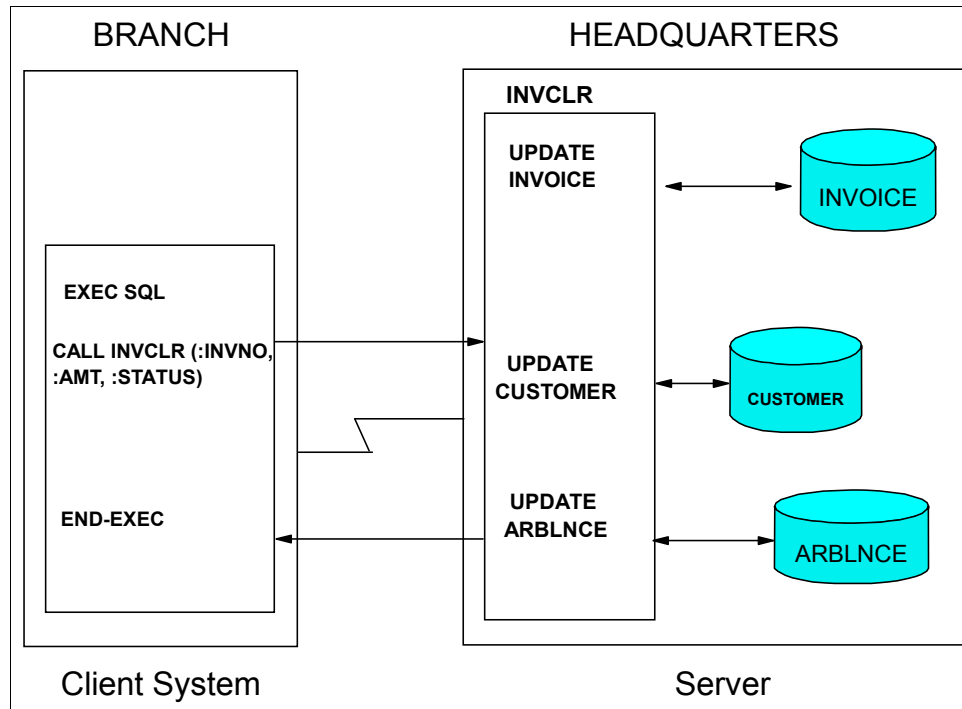 BRANCH
HEADQUARTERS
EXEC SQL
CALL INVCLR (:INVNO,
:AMT, :STATUS)
END-EXEC
INVCLR
UPDATE
INVOICE
INVOICE
UPDATE
CUSTOMER
CUSTOMER
UPDATE
ARBLNCE
ARBLNCE
Client System
Server